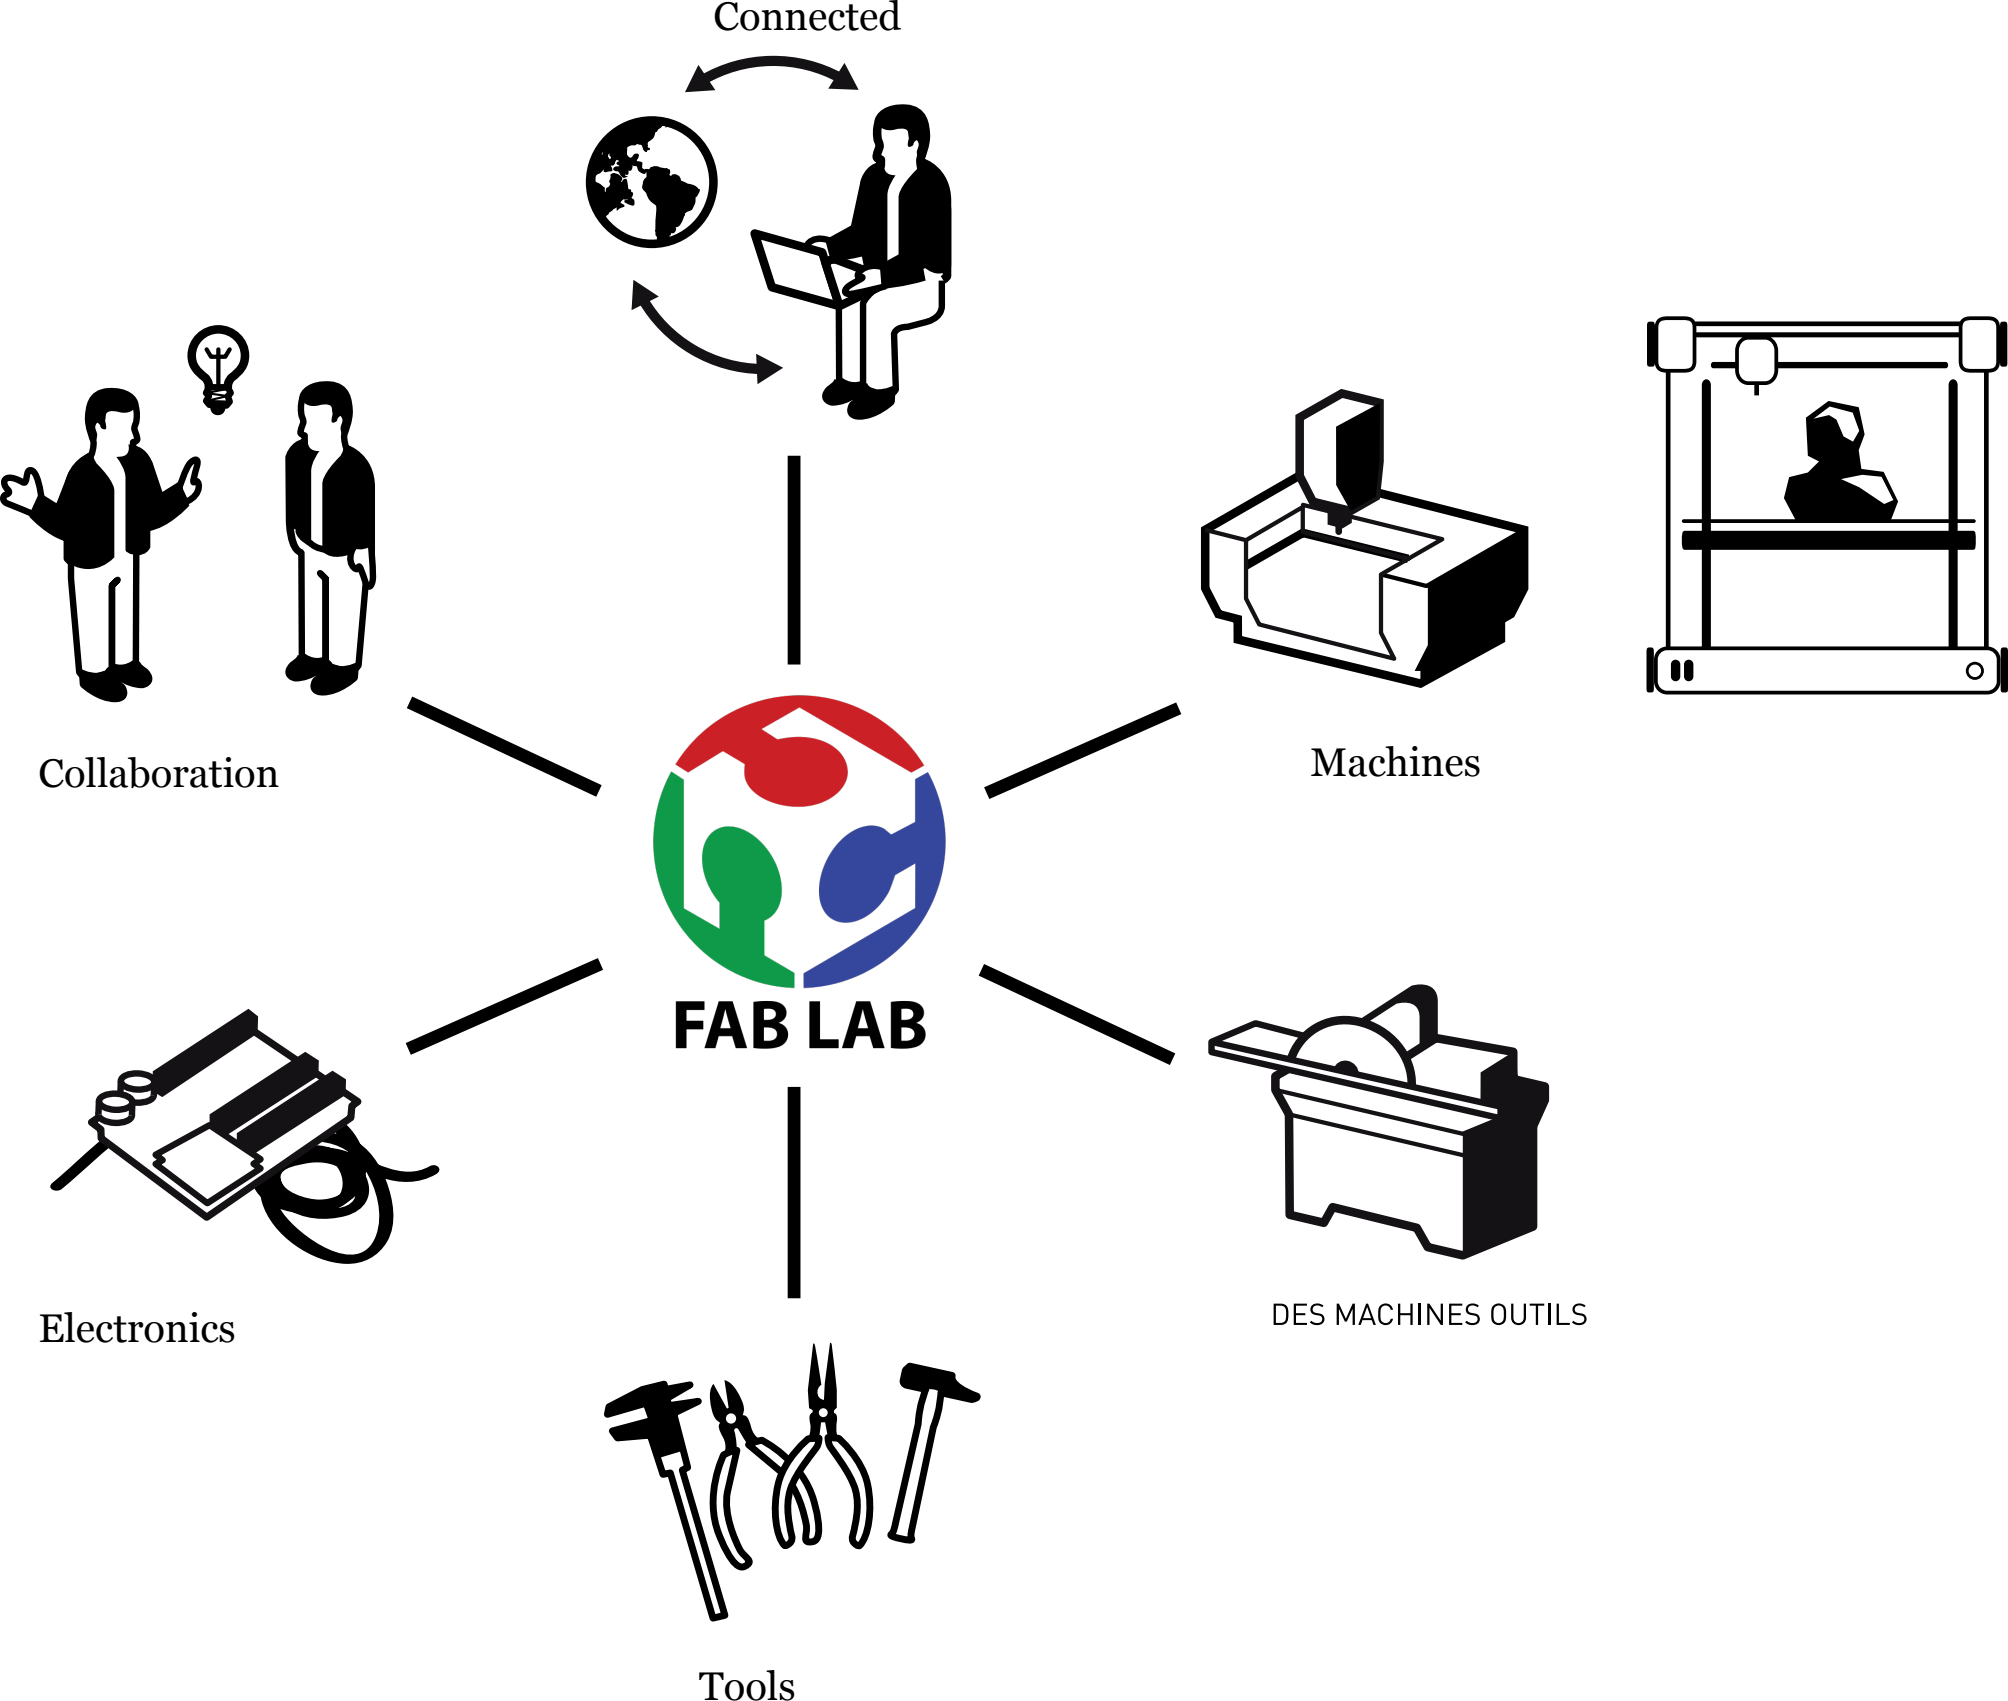 Connected
Collaboration
Machines
FAB LAB
Electronics
DES MACHINES OUTILS
Tools